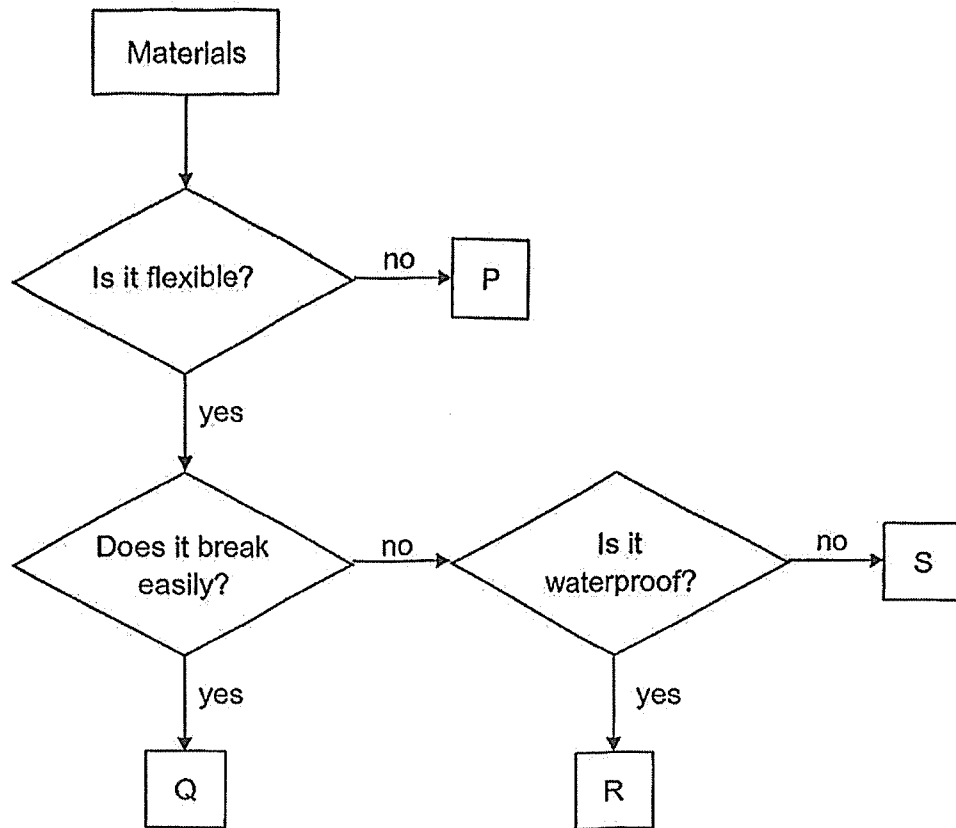 Materials
Is it flexible?
no
P
yes
Does it break
easily?
no
Is it
waterproof?
no
S
yes
yes
Q
R